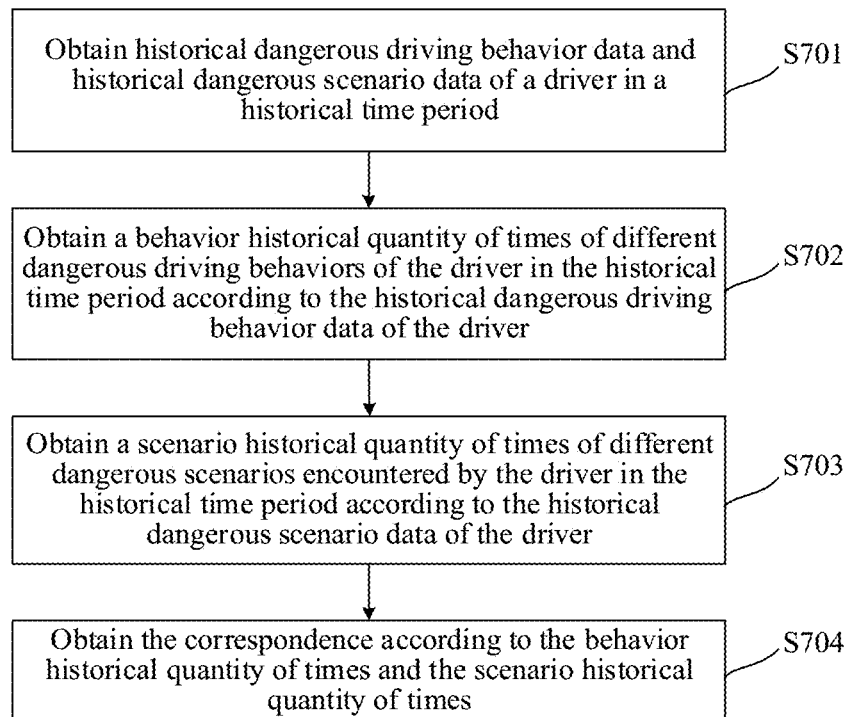 Obtain historical dangerous driving behavior data and
historical dangerous scenario data of a driver in a
historical time period
S701
Obtain a behavior historical quantity of times of different
dangerous driving behaviors of the driver in the historical
time period according to the historical dangerous driving
behavior data of the driver
S702
Obtain a scenario historical quantity of times of different
dangerous scenarios encountered by the driver in the
historical time period according to the historical
dangerous scenario data of the driver
S703
Obtain the correspondence according to the behavior
historical quantity of times and the scenario historical
quantity of times
S704